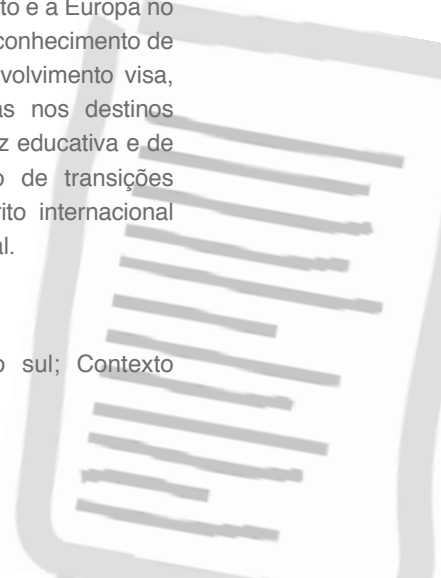 to e a Europa no
conhecimento de
volvimento visa,
as nos destinos
z educativa e de
o de transições
rito internacional
al.
o sul; Contexto